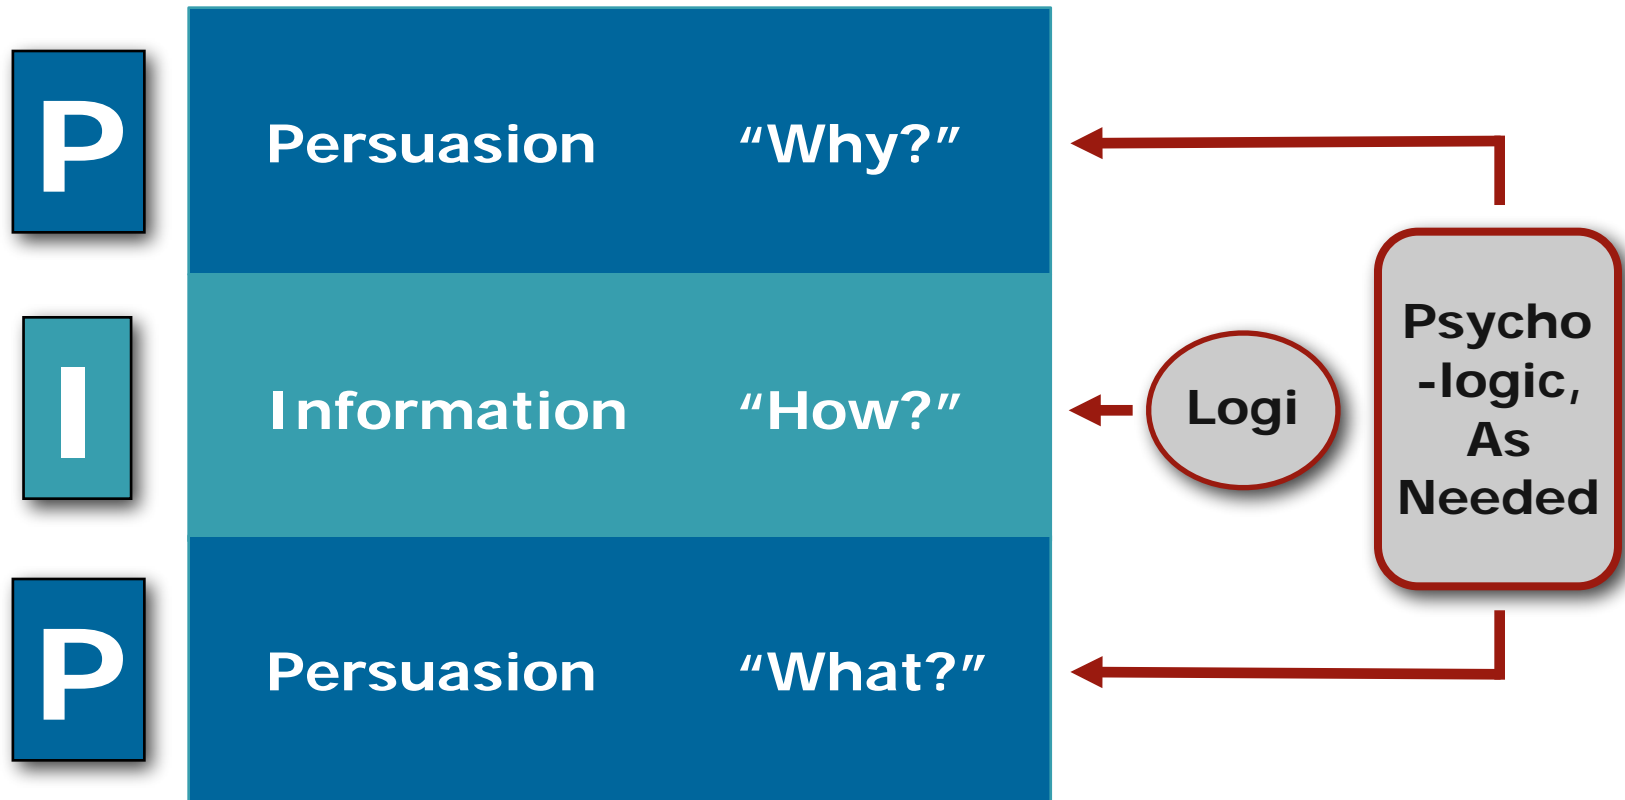 P
Persuasion “Why?”
I
Information “How?”
P
Persuasion “What?”
Logi
Psycho
-logic,
As
Needed